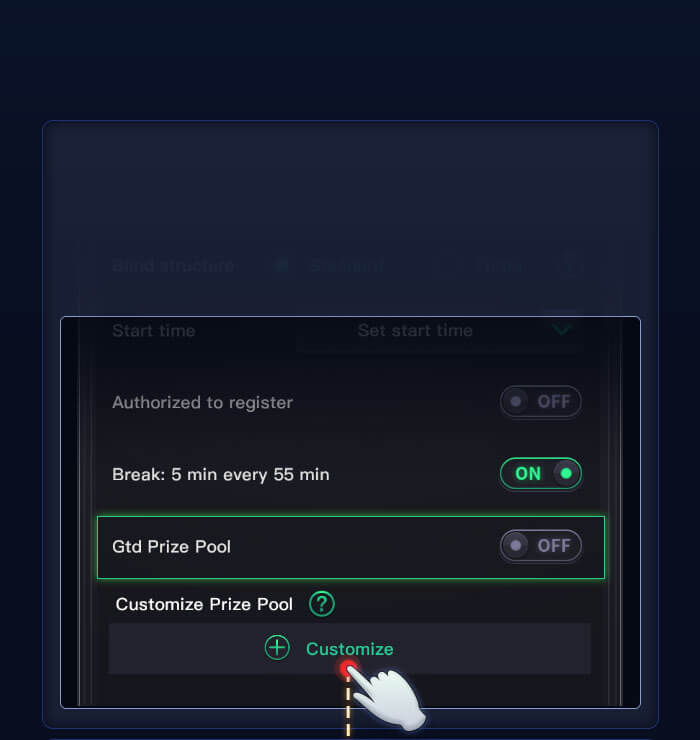 Blind structure Standard
Start time Set start time
Authorized to register OFF
Break: 5 min every 55 min ON
Gtd Prize Pool OFF
Customize Prize Pool ?
Customize